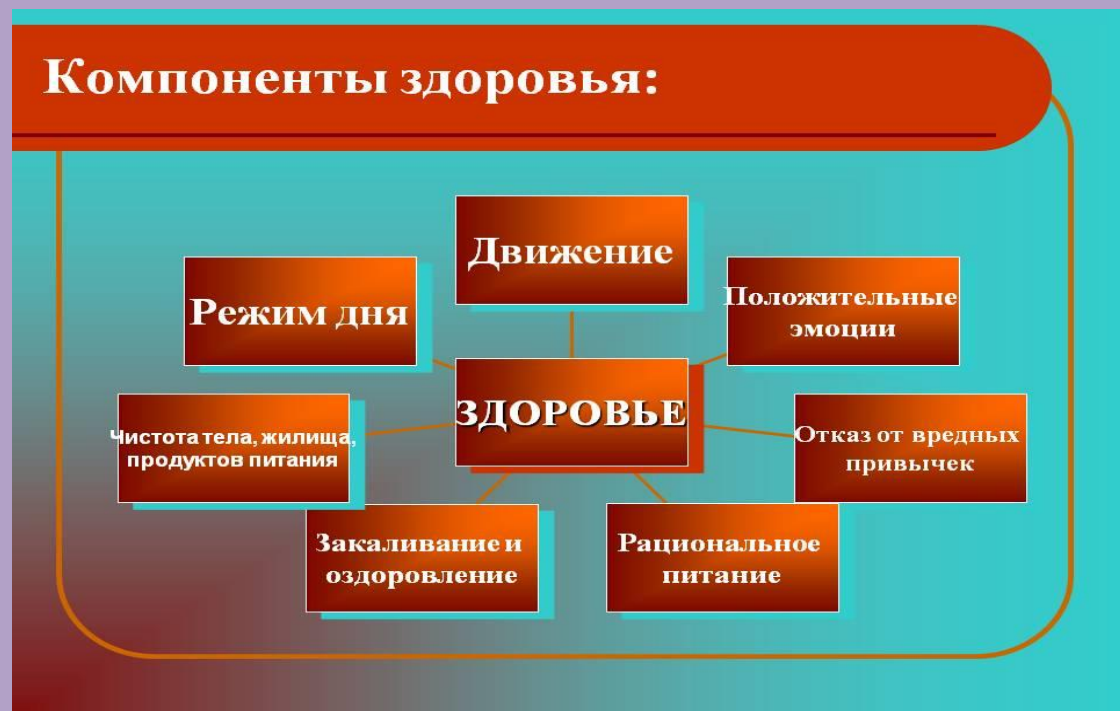 Компоненты здоровья:
Движение
Режим дня
Положительные
эмоции
ЗДОРОВЬЕ
Чистота тела, жилища,
продуктов питания
Отказ от вредных
привычек
Закаливание и
оздоровление
Рациональное
питание